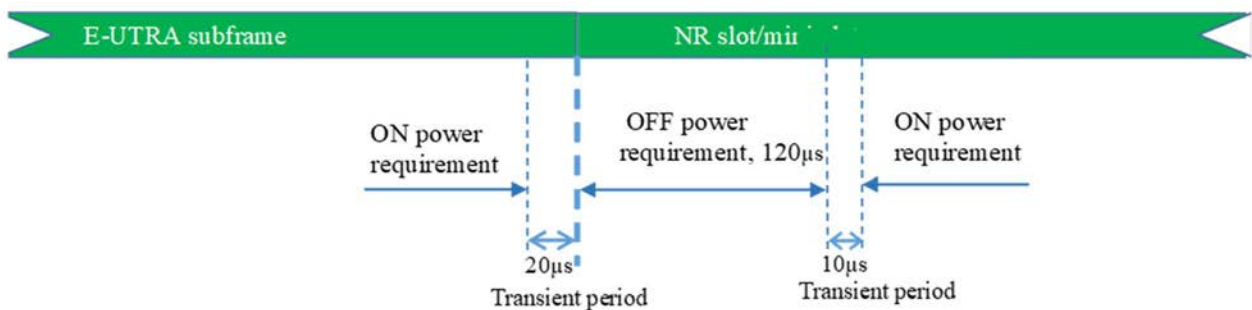 E-UTRA subframe
NR slot/
ON power
requirement
OFF power
requirement, 120µs
ON power
requirement
20µs
Transient period
10µs
Transient period